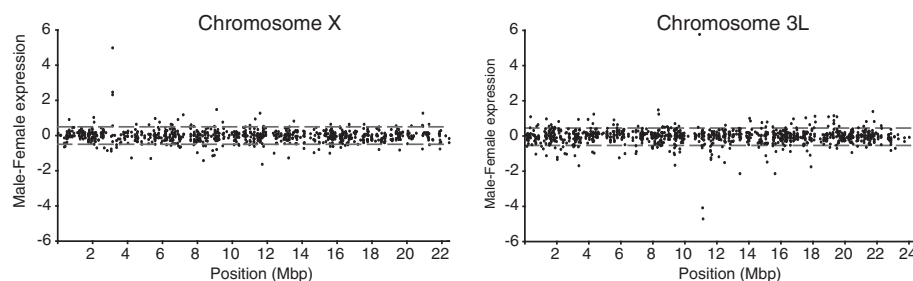 Chromosome X
Male-Female expression
6
4
2
0
-2
-4
-6
2 4 6 8 10 12 14 16 18 20 22
Position (Mbp)
Chromosome 3L
Male-Female expression
6
4
2
0
-2
-4
-6
2 4 6 8 10 12 14 16 18 20 22 24
Position (Mbp)